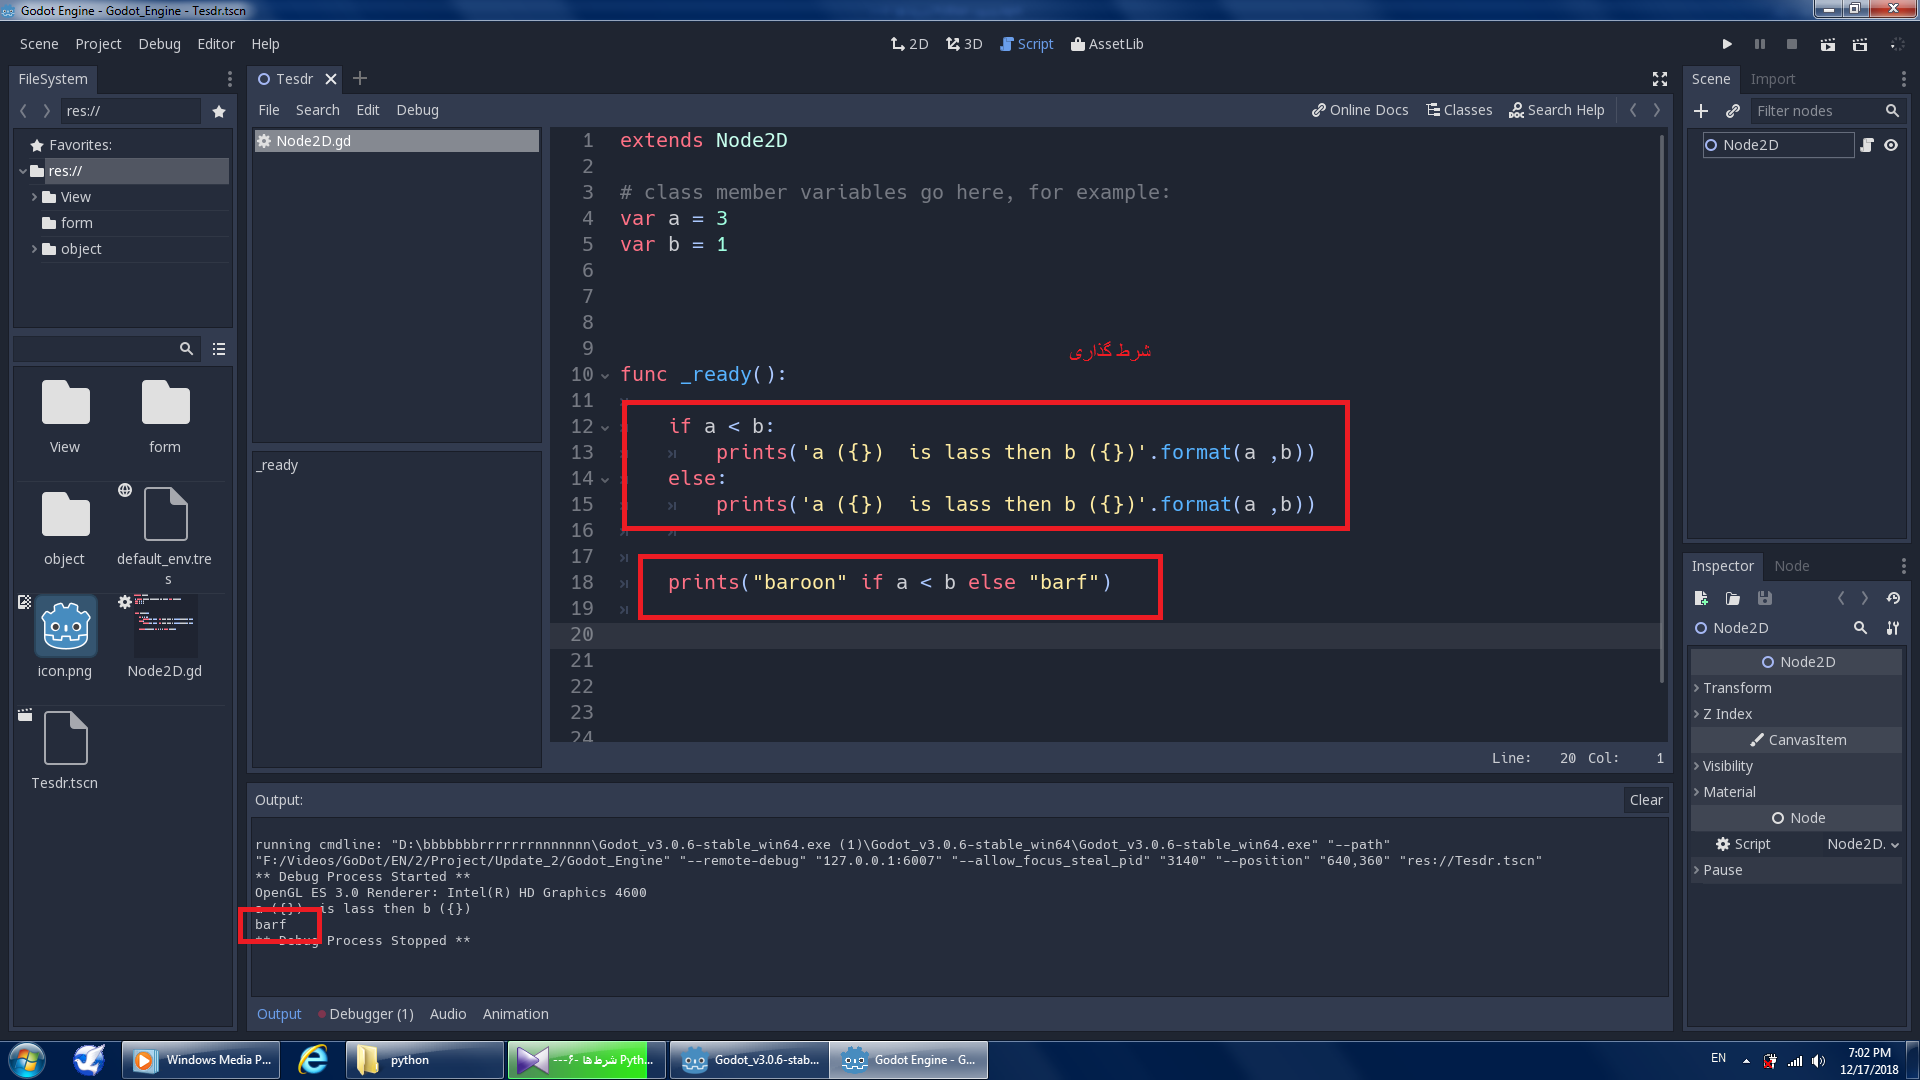 Godot Engine - Godot_Engine - Tesdr.tscn
Scene Project Debug Editor Help
2D 3D Script AssetLib
FileSystem
res://
Favorites:
res://
View
form
object
View
form
object
default_env.tre
s
icon.png
Node2D.gd
Tesdr.tscn
Tesdr
File Search Edit Debug
Online Docs Classes Search Help
Node2D.gd
_ready
1 extends Node2D
2
3 # class member variables go here, for example:
4 var a = 3
5 var b = 1
6
7
8
9
شرط گذاری
10 func _ready():
11
12 if a < b:
13 prints('a ({})  is lass then b ({})'.format(a ,b))
14 else:
15 prints('a ({})  is lass then b ({})'.format(a ,b))
16
17
18 prints("baroon" if a < b else "barf")
19
20
21
22
23
24
Line: 20 Col: 1
Output:
Clear
running cmdline: "D:\bbbbbbbrrrrrrrnnnnnnn\Godot_v3.0.6-stable_win64.exe (1)\Godot_v3.0.6-stable_win64\Godot_v3.0.6-stable_win64.exe" "--path"
"F:/Videos/GoDot/EN/2/Project/Update_2/Godot_Engine" "--remote-debug" "127.0.0.1:6007" "--allow_focus_steal_pid" "3140" "--position" "640,360" "res://Tesdr.tscn"
** Debug Process Started **
OpenGL ES 3.0 Renderer: Intel(R) HD Graphics 4600
a ({})  is lass then b ({})
barf
** Debug Process Stopped **
Output Debugger (1) Audio Animation
Scene Import
Filter nodes
Node2D
Inspector Node
Node2D
Node2D
Transform
Z Index
CanvasItem
Visibility
Material
Node
Script Node2D.
Pause
Windows Media P...
python
---۶- شرط‌ها Pyth...
Godot_v3.0.6-stab...
Godot Engine - G...
EN
7:02 PM
12/17/2018